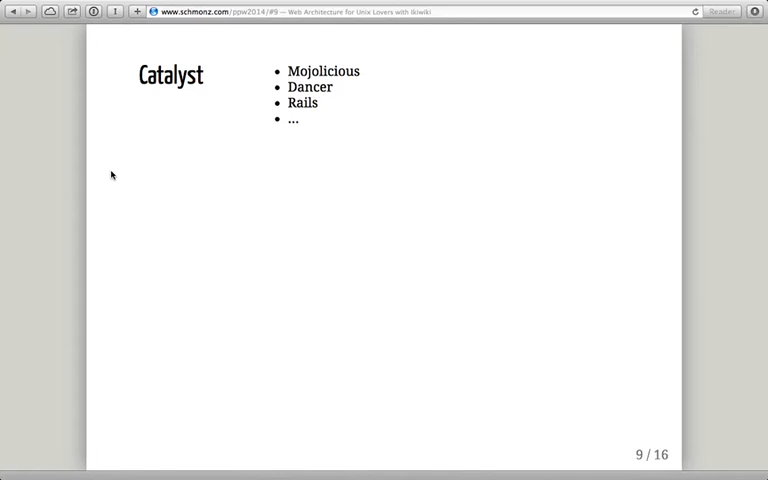 www.schmonz.com/ppw2014/#9 — Web Architecture for Unix Lovers with Ikiwiki
Reader
Catalyst
• Mojolicious
• Dancer
• Rails
• ...
9 / 16